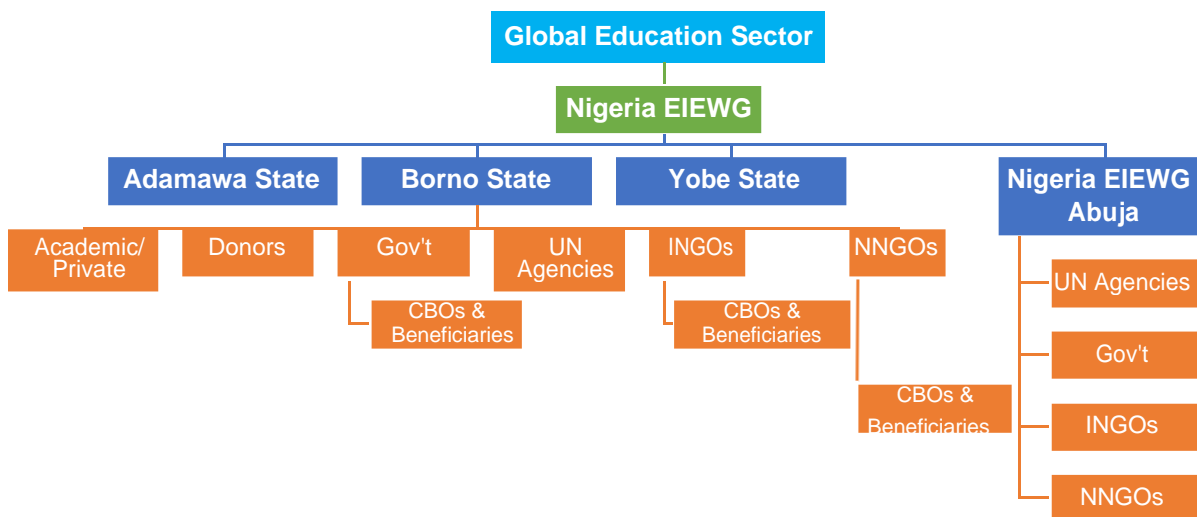 Global Education Sector
Nigeria EIEWG
Adamawa State
Borno State
Yobe State
Nigeria EIEWG
Abuja
Academic/
Private
Donors
Gov't
UN
Agencies
INGOs
NNGOs
UN Agencies
CBOs &
Beneficiaries
CBOs &
Beneficiaries
Gov't
CBOs &
Beneficiaries
INGOs
NNGOs